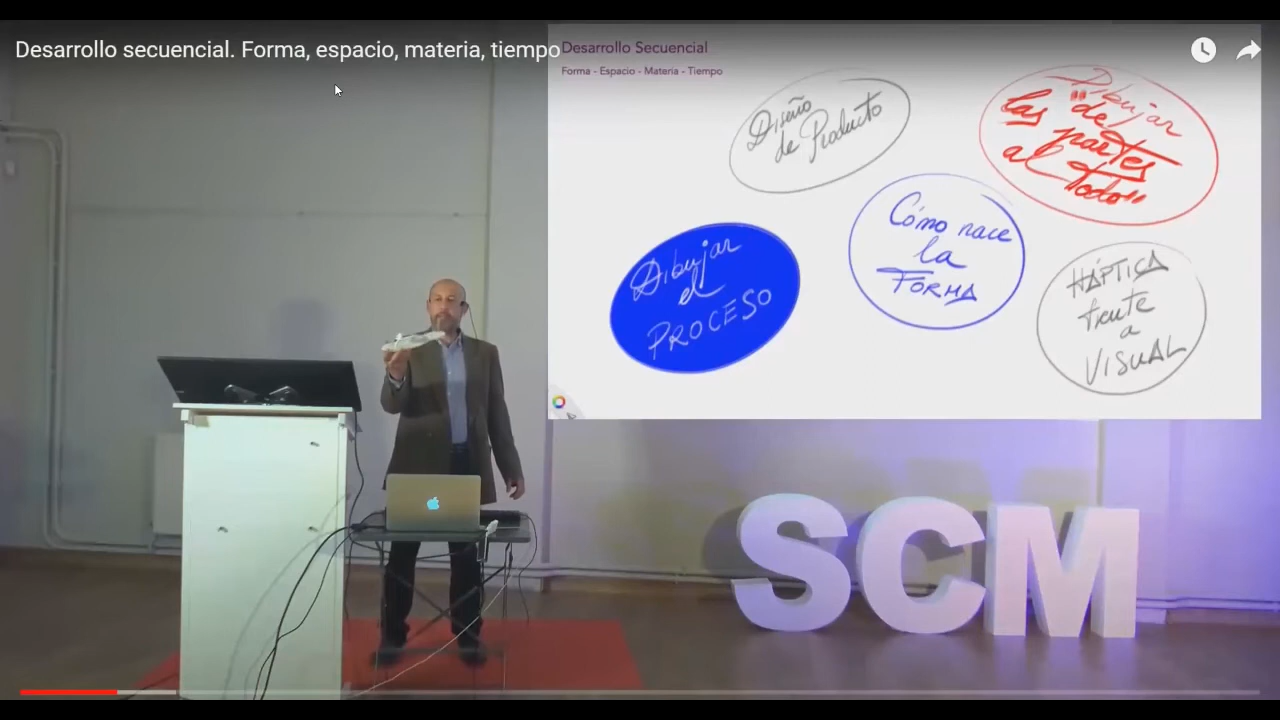 Desarrollo secuencial. Forma, espacio, materia, tiempo
Desarrollo Secuencial
Forma - Espacio - Materia - Tiempo
Diseño
de Producto
Dibujar
"de
las partes
al Todo"
Cómo nace
la
FORMA
Dibujar
el
PROCESO
HÁPTICA
frente
a
VISUAL
SCM